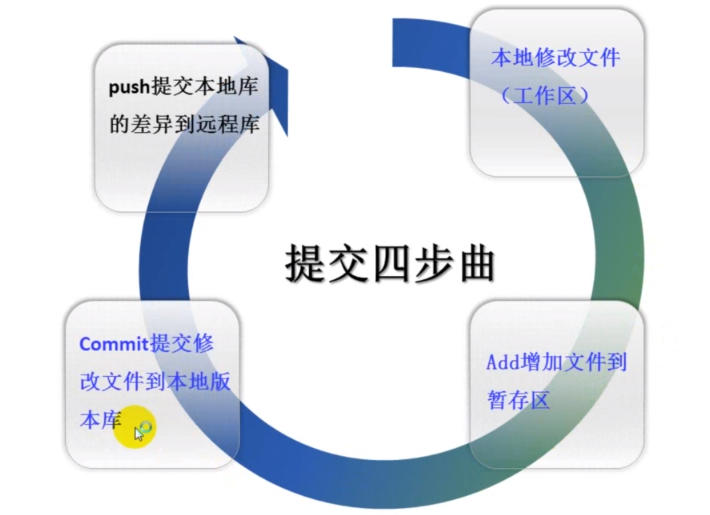 本地修改文件
（工作区）
Add增加文件到
暂存区
Commit提交修
改文件到本地版
本库
push提交本地库
的差异到远程库
提交四步曲